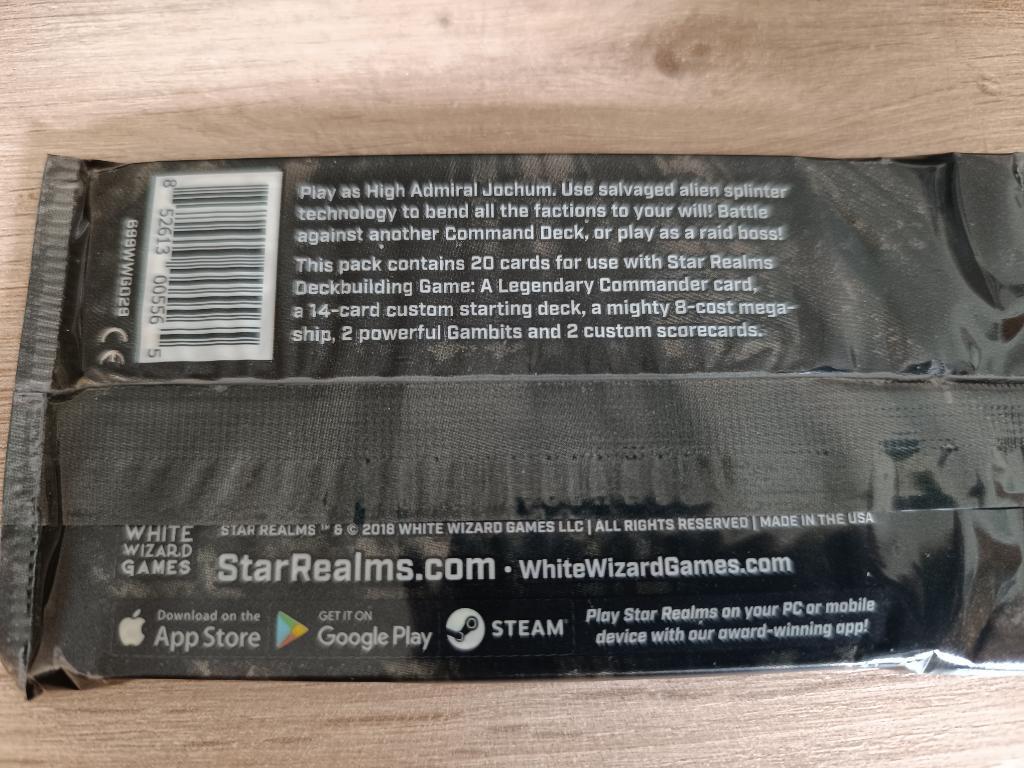 Play as High Admiral Jochum. Use salvaged alien splinter
technology to bend all the factions to your will! Battle
against another Command Deck, or play as a raid boss!
This pack contains 20 cards for use with Star Realms
Deckbuilding Game: A Legendary Commander card,
a 14-card custom starting deck, a mighty 8-cost mega-
ship, 2 powerful Gambits and 2 custom scorecards.
8 52613 00556 5
CE
WHITE
WIZARD
GAMES
STAR REALMS ™ & © 2018 WHITE WIZARD GAMES LLC | ALL RIGHTS RESERVED | MADE IN THE USA
StarRealms.com · WhiteWizardGames.com
Download on the
App Store
GET IT ON
Google Play
STEAM®
Play Star Realms on your PC or mobile
device with our award-winning app!